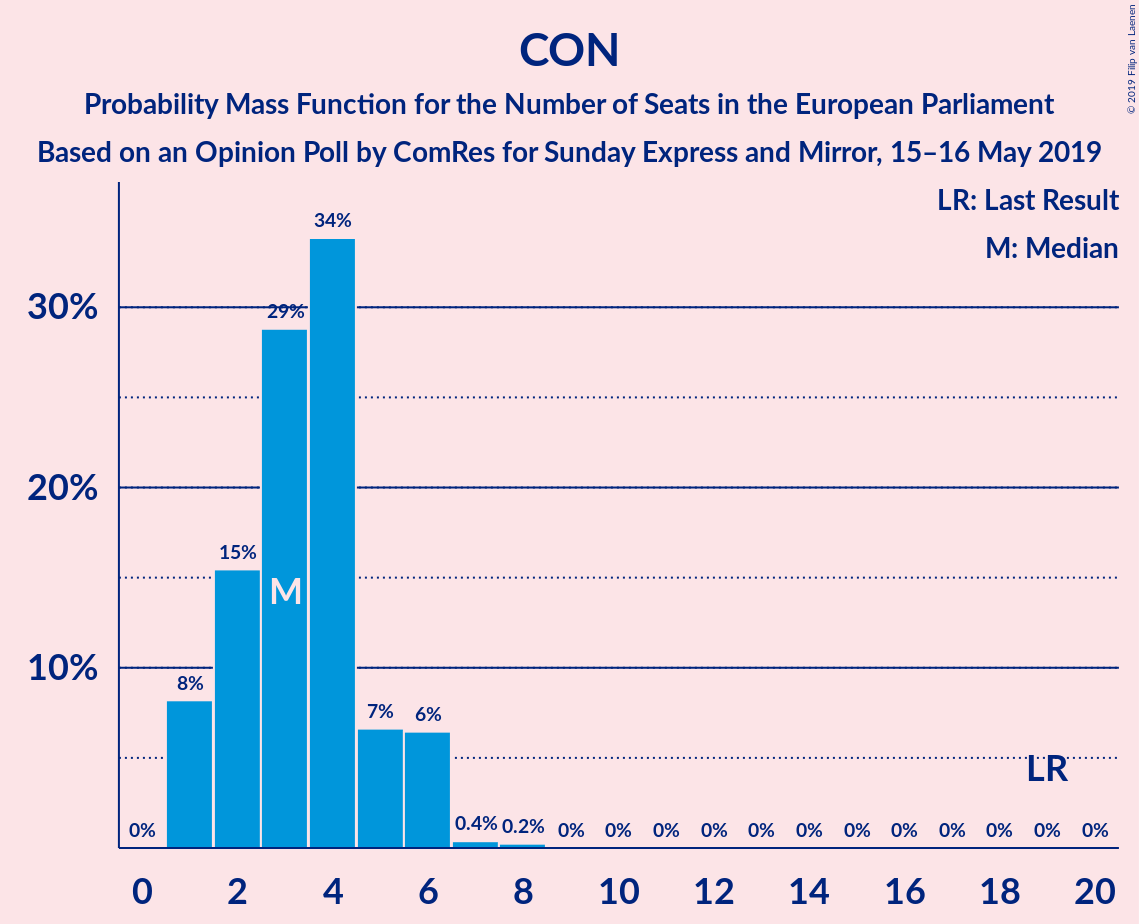 CON
Probability Mass Function for the Number of Seats in the European Parliament
Based on an Opinion Poll by ComRes for Sunday Express and Mirror, 15–16 May 2019
© 2019 Filip van Laenen
LR: Last Result
M: Median
34%
30%
29%
20%
15%
M
10%
8%
7%
6%
LR
0%
0.4%
0.2%
0%
0%
0%
0%
0%
0%
0%
0%
0%
0%
0%
0%
0 2 4 6 8 10 12 14 16 18 20